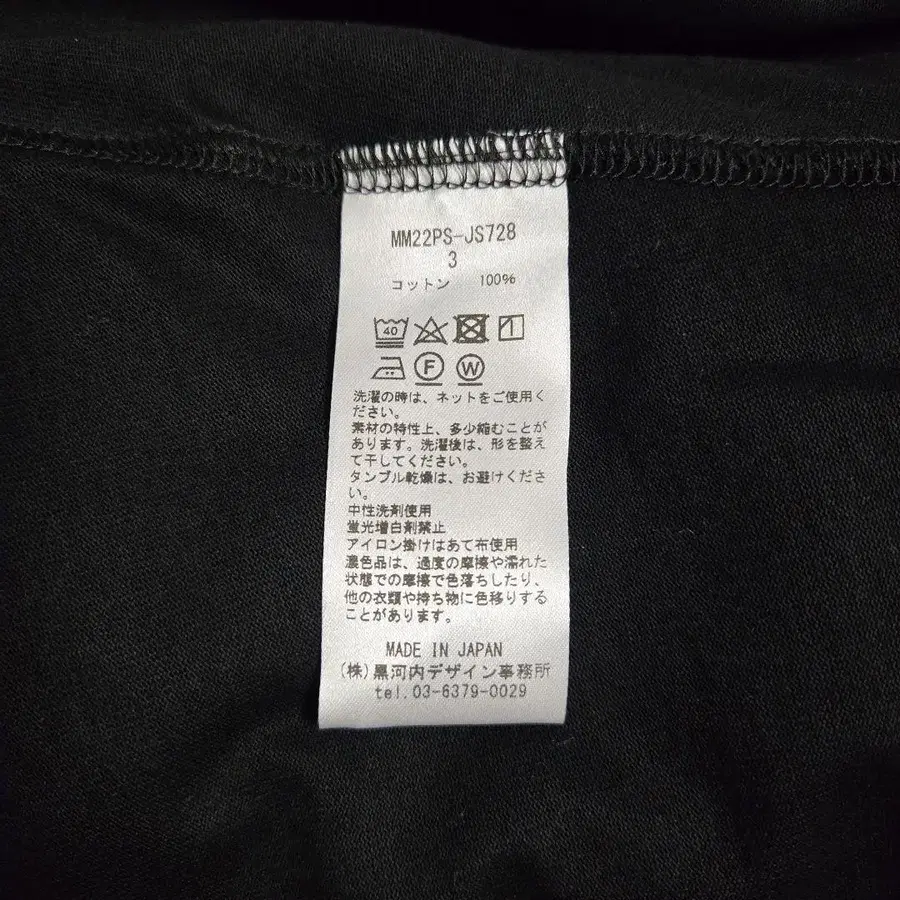 MM22PS-JS728
3
コットン 100%
40
F W
洗濯の時は、ネットをご使用く
ださい。
素材の特性上、多少縮むことが
あります。洗濯後は、形を整え
て干してください。
タンブル乾燥は、お避けくださ
い。
中性洗剤使用
蛍光増白剤禁止
アイロン掛けはあて布使用
濃色品は、過度の摩擦や濡れた
状態での摩擦で色落ちしたり、
他の衣類や持ち物に色移りする
ことがあります。
MADE IN JAPAN
(株)黒河内デザイン事務所
tel.03-6379-0029